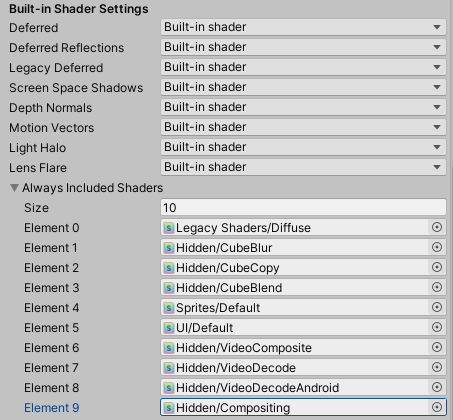 Built-in Shader Settings
Deferred Built-in shader
Deferred Reflections Built-in shader
Legacy Deferred Built-in shader
Screen Space Shadows Built-in shader
Depth Normals Built-in shader
Motion Vectors Built-in shader
Light Halo Built-in shader
Lens Flare Built-in shader
Always Included Shaders
Size 10
Element 0 Legacy Shaders/Diffuse
Element 1 Hidden/CubeBlur
Element 2 Hidden/CubeCopy
Element 3 Hidden/CubeBlend
Element 4 Sprites/Default
Element 5 UI/Default
Element 6 Hidden/VideoComposite
Element 7 Hidden/VideoDecode
Element 8 Hidden/VideoDecodeAndroid
Element 9 Hidden/Compositing